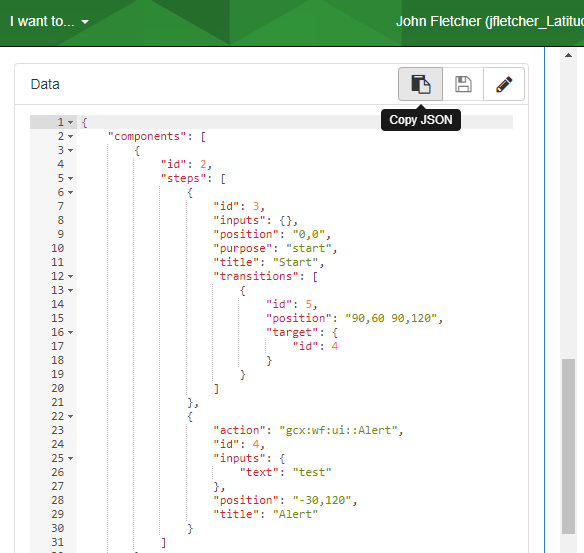 I want to...
John Fletcher (jfletcher_Latitud
Data
Copy JSON
1 {
2 "components": [
3 {
4 "id": 2,
5 "steps": [
6 {
7 "id": 3,
8 "inputs": {},
9 "position": "0,0",
10 "purpose": "start",
11 "title": "Start",
12 "transitions": [
13 {
14 "id": 5,
15 "position": "90,60 90,120",
16 "target": {
17 "id": 4
18 }
19 }
20 ]
21 },
22 {
23 "action": "gcx:wf:ui::Alert",
24 "id": 4,
25 "inputs": {
26 "text": "test"
27 },
28 "position": "-30,120",
29 "title": "Alert"
30 }
31 ]